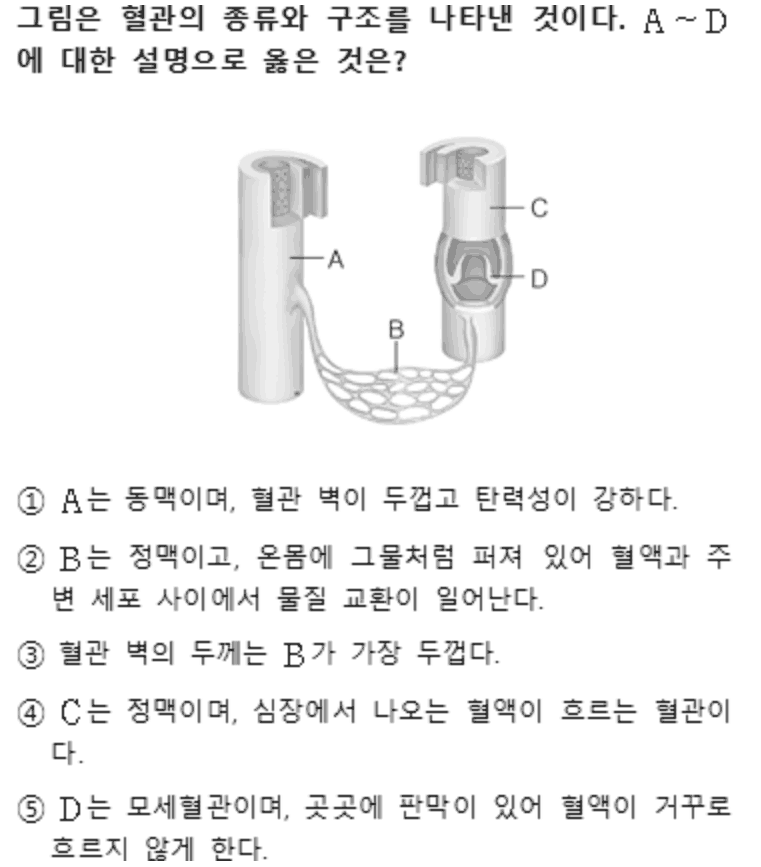 그림은 혈관의 종류와 구조를 나타낸 것이다. A ~ D
에 대한 설명으로 옳은 것은?
C
A
D
B
① A는 동맥이며, 혈관 벽이 두껍고 탄력성이 강하다.
② B는 정맥이고, 온몸에 그물처럼 퍼져 있어 혈액과 주
변 세포 사이에서 물질 교환이 일어난다.
③ 혈관 벽의 두께는 B가 가장 두껍다.
④ C는 정맥이며, 심장에서 나오는 혈액이 흐르는 혈관이
다.
⑤ D는 모세혈관이며, 곳곳에 판막이 있어 혈액이 거꾸로
흐르지 않게 한다.